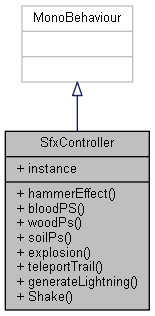 MonoBehaviour
SfxController
+ instance
+ hammerEffect()
+ bloodPS()
+ woodPs()
+ soilPs()
+ explosion()
+ teleportTrail()
+ generateLightning()
+ Shake()